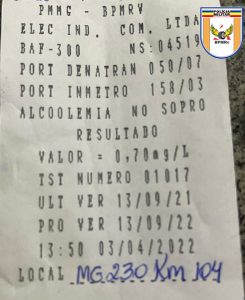 PMMG - BPMRV
ELEC IND. COM. LTDA
BAF-300 NS:04519
PORT DENATRAN 050/07
PORT INMETRO 158/03
ALCOOLEMIA NO SOPRO
RESULTADO
VALOR = 0,70mg/L
TST NUMERO 01017
ULT VER 13/09/21
PRO VER 13/09/22
13:50 03/04/2022
LOCAL MG 230 Km 104
POLÍCIA MILITAR
BPMRv